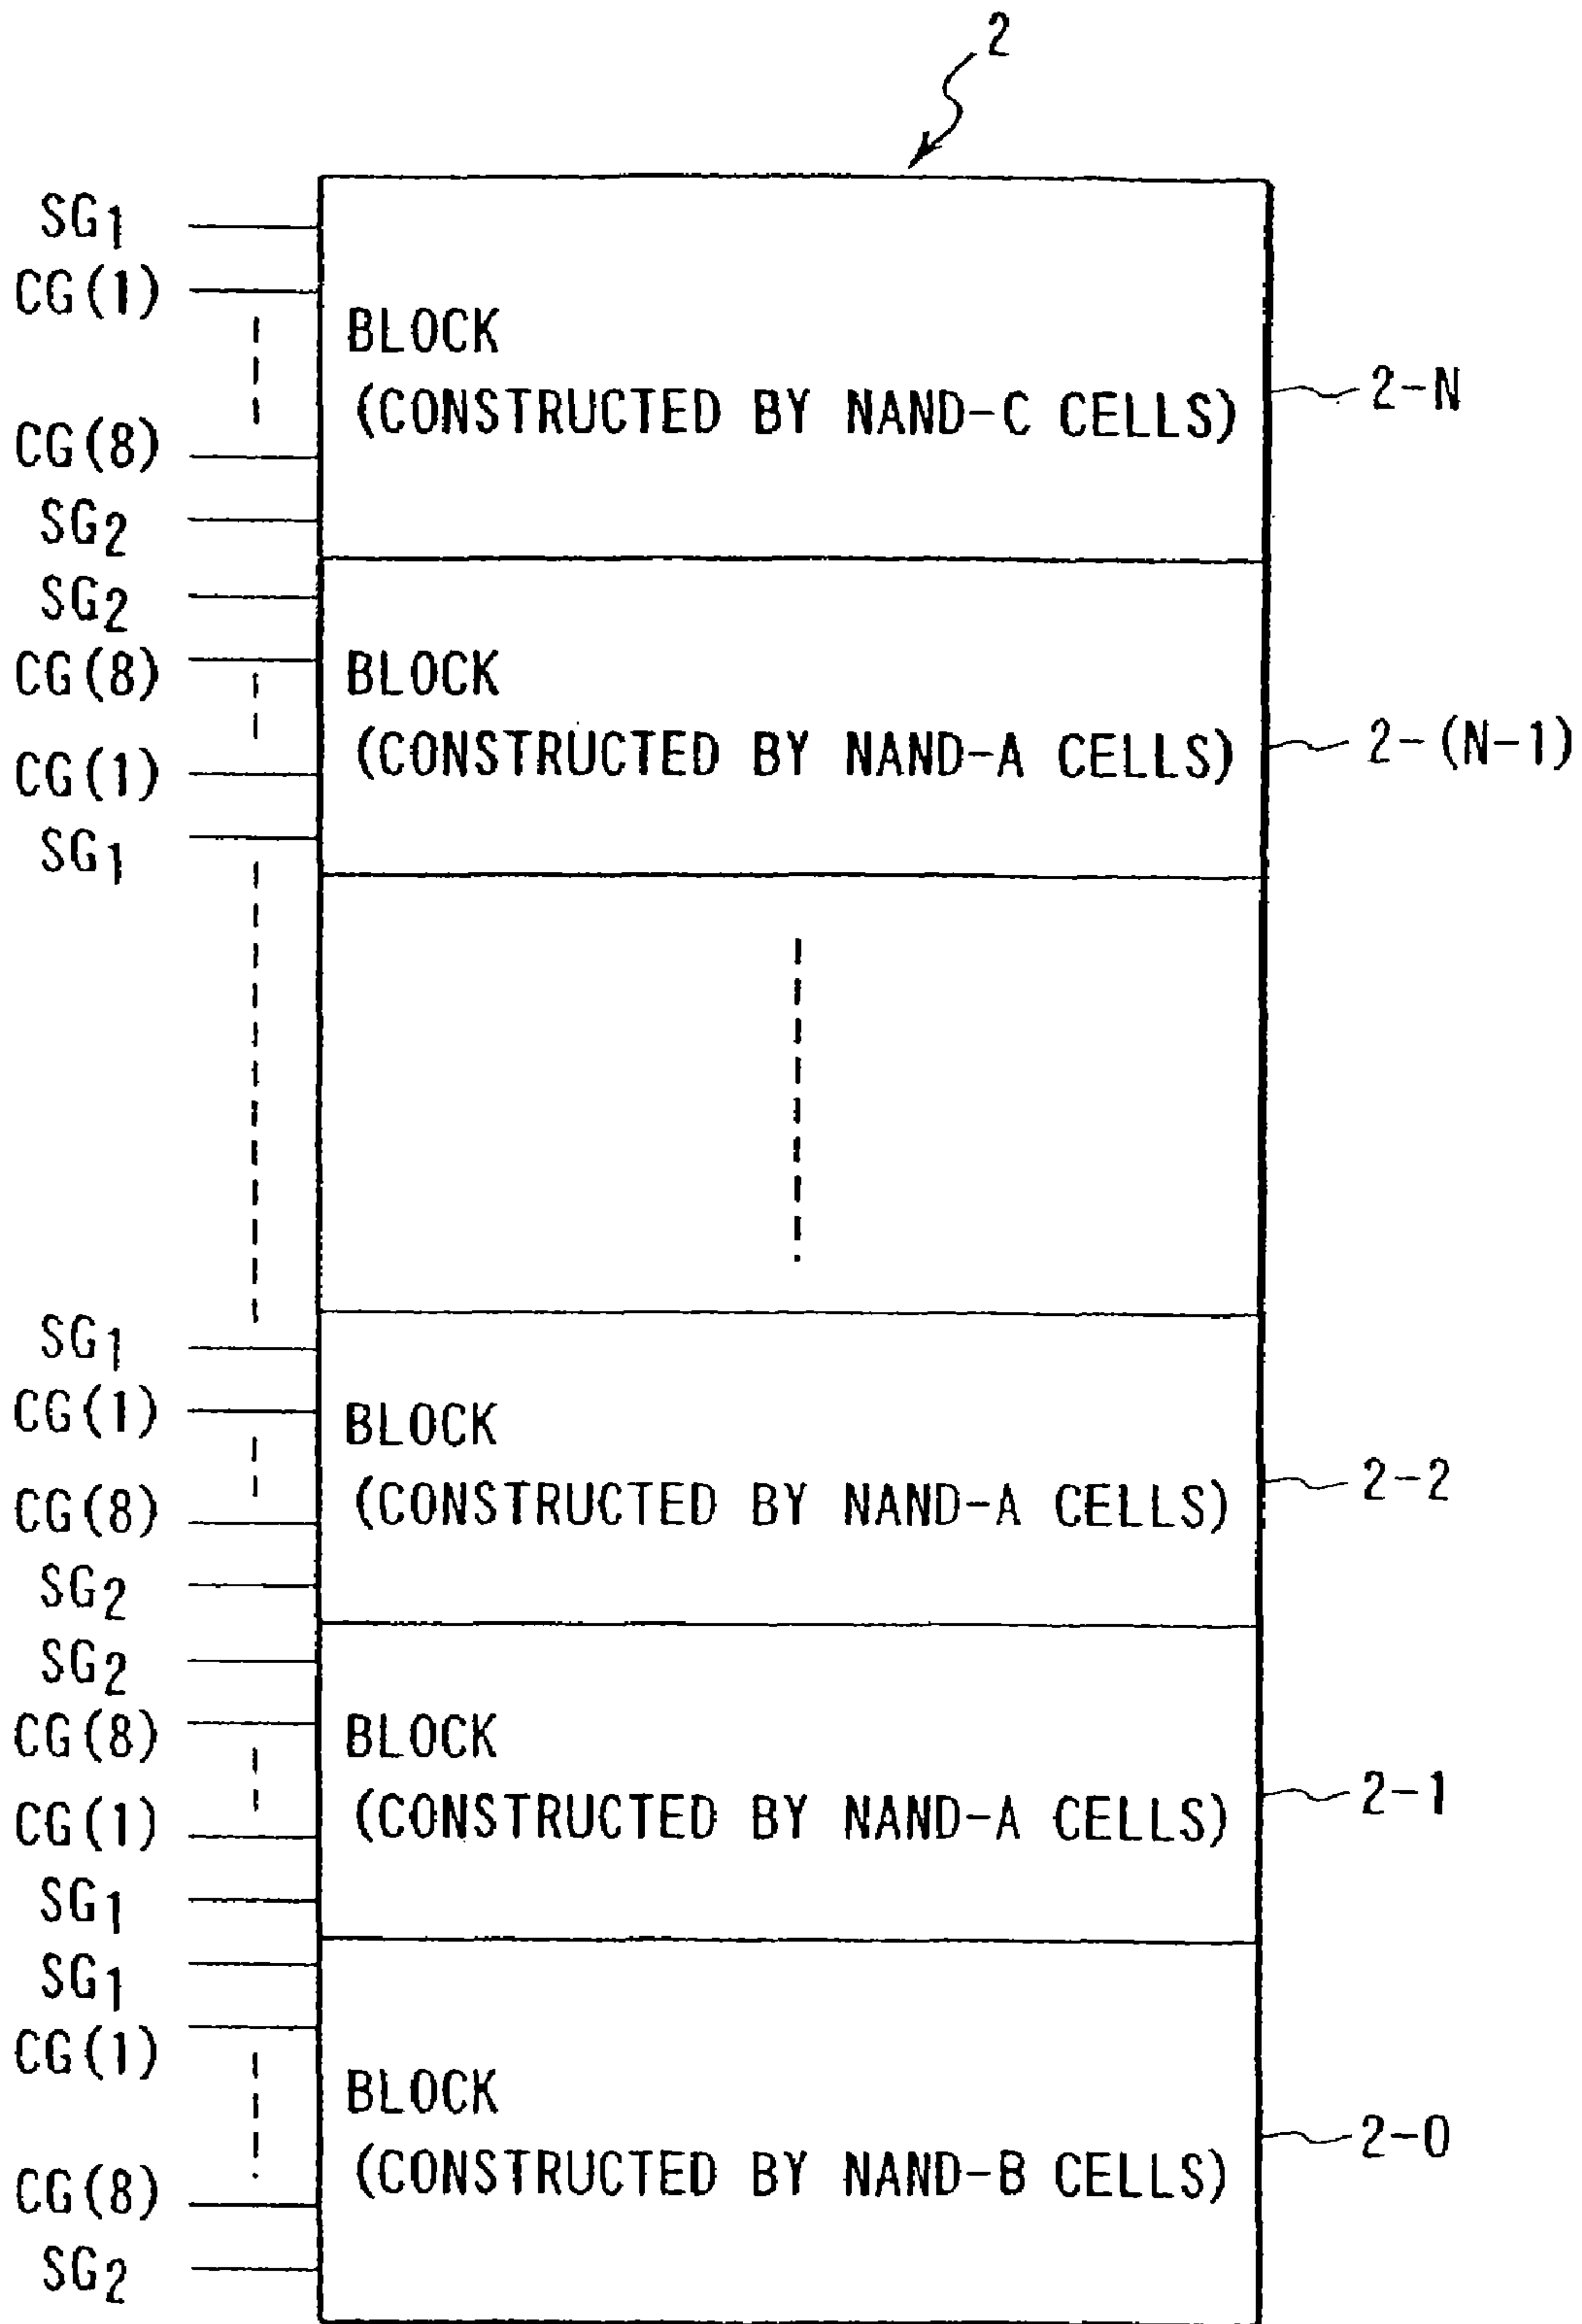 2
SG1
CG(1)
BLOCK
(CONSTRUCTED BY NAND-C CELLS)
2-N
CG(8)
SG2
SG2
CG(8)
BLOCK
(CONSTRUCTED BY NAND-A CELLS)
2-(N-1)
CG(1)
SG1
SG1
CG(1)
BLOCK
(CONSTRUCTED BY NAND-A CELLS)
2-2
CG(8)
SG2
SG2
CG(8)
BLOCK
(CONSTRUCTED BY NAND-A CELLS)
2-1
CG(1)
SG1
SG1
CG(1)
BLOCK
(CONSTRUCTED BY NAND-B CELLS)
2-0
CG(8)
SG2